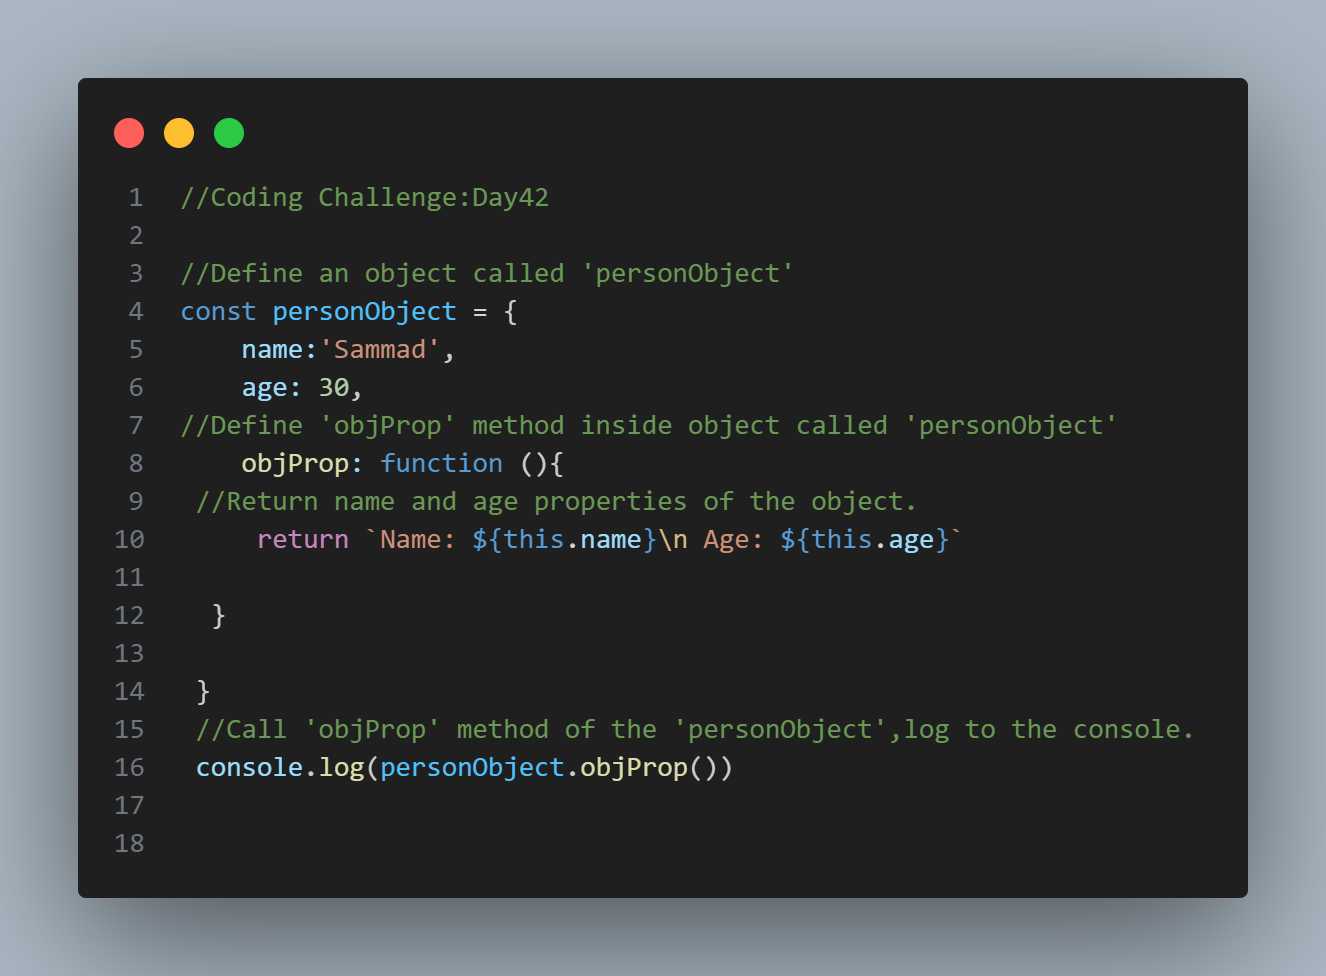 1 //Coding Challenge:Day42
2
3 //Define an object called 'personObject'
4 const personObject = {
5     name:'Sammad',
6     age: 30,
7 //Define 'objProp' method inside object called 'personObject'
8     objProp: function (){
9  //Return name and age properties of the object.
10      return `Name: ${this.name}\n Age: ${this.age}`
11
12   }
13
14  }
15  //Call 'objProp' method of the 'personObject',log to the console.
16  console.log(personObject.objProp())
17
18